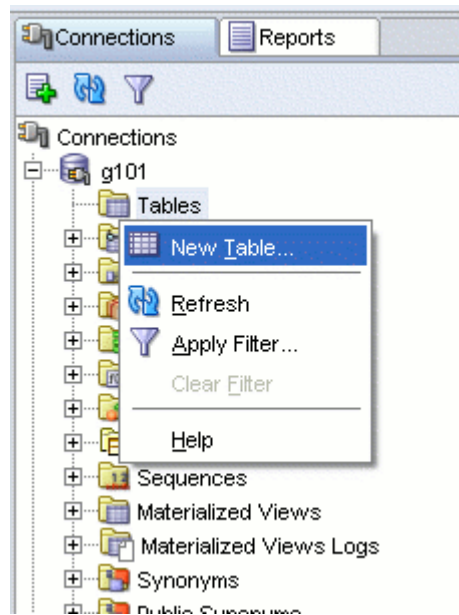 Connections Reports
Connections
g101
Tables
New Table...
Refresh
Apply Filter...
Clear Filter
Help
Sequences
Materialized Views
Materialized Views Logs
Synonyms
Public Synonyms